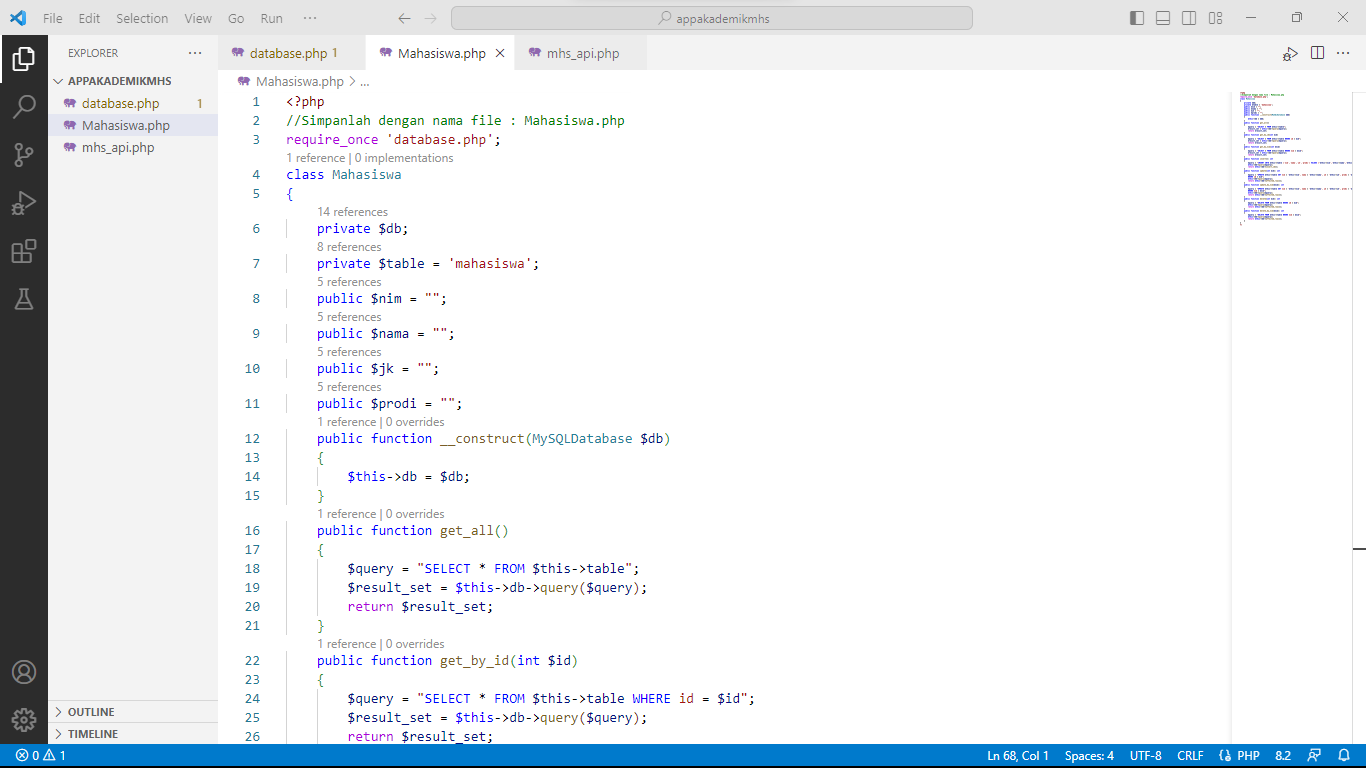 File Edit Selection View Go Run ··· appakademikmhs
EXPLORER ···
APPAKADEMIKMHS
database.php 1
Mahasiswa.php
mhs_api.php
OUTLINE
TIMELINE
database.php 1 Mahasiswa.php mhs_api.php
Mahasiswa.php > ...
1 <?php
2 //Simpanlah dengan nama file : Mahasiswa.php
3 require_once 'database.php';
1 reference | 0 implementations
4 class Mahasiswa
5 {
14 references
6 private $db;
8 references
7 private $table = 'mahasiswa';
5 references
8 public $nim = "";
5 references
9 public $nama = "";
5 references
10 public $jk = "";
5 references
11 public $prodi = "";
1 reference | 0 overrides
12 public function __construct(MySQLDatabase $db)
13 {
14 $this->db = $db;
15 }
1 reference | 0 overrides
16 public function get_all()
17 {
18 $query = "SELECT * FROM $this->table";
19 $result_set = $this->db->query($query);
20 return $result_set;
21 }
1 reference | 0 overrides
22 public function get_by_id(int $id)
23 {
24 $query = "SELECT * FROM $this->table WHERE id = $id";
25 $result_set = $this->db->query($query);
26 return $result_set;
0 1 Ln 68, Col 1 Spaces: 4 UTF-8 CRLF PHP 8.2